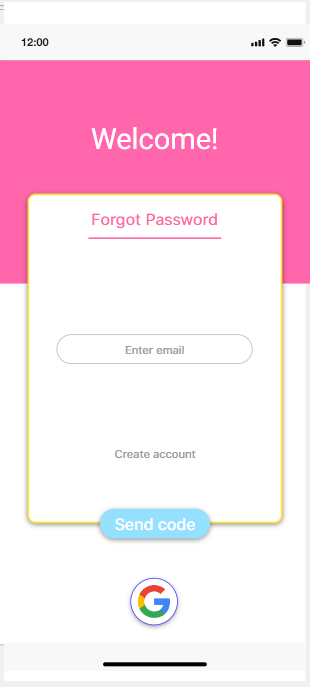 12:00
Welcome!
Forgot Password
Enter email
Create account
Send code